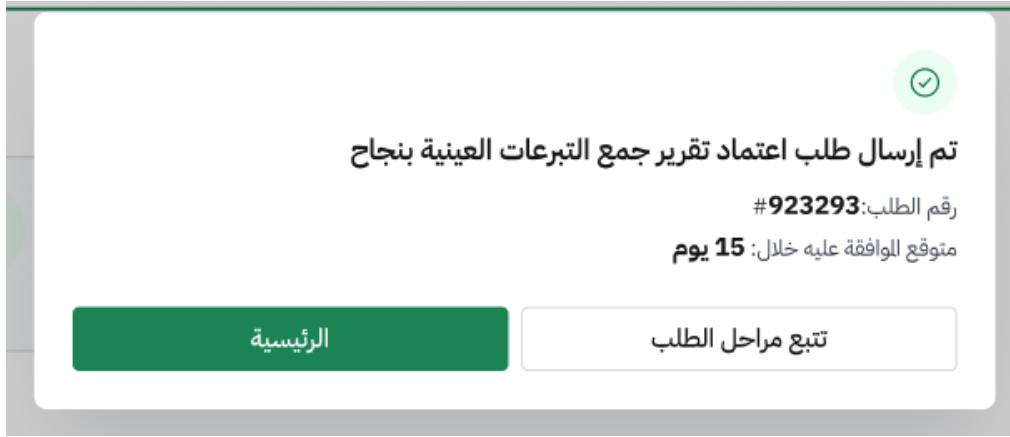 تم إرسال طلب اعتماد تقرير جمع التبرعات العينية بنجاح
رقم الطلب:923293#
متوقع الموافقة عليه خلال: 15 يوم
تتبع مراحل الطلب
الرئيسية